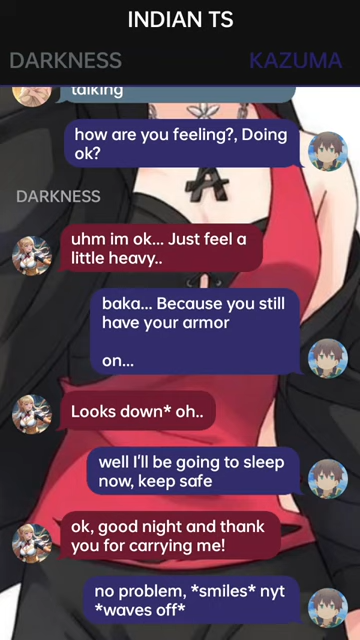 INDIAN TS
DARKNESS
KAZUMA
talking
how are you feeling?, Doing
ok?
DARKNESS
uhm im ok... Just feel a
little heavy..
baka... Because you still
have your armor
on...
Looks down* oh..
well I'll be going to sleep
now, keep safe
ok, good night and thank
you for carrying me!
no problem, *smiles* nyt
*waves off*